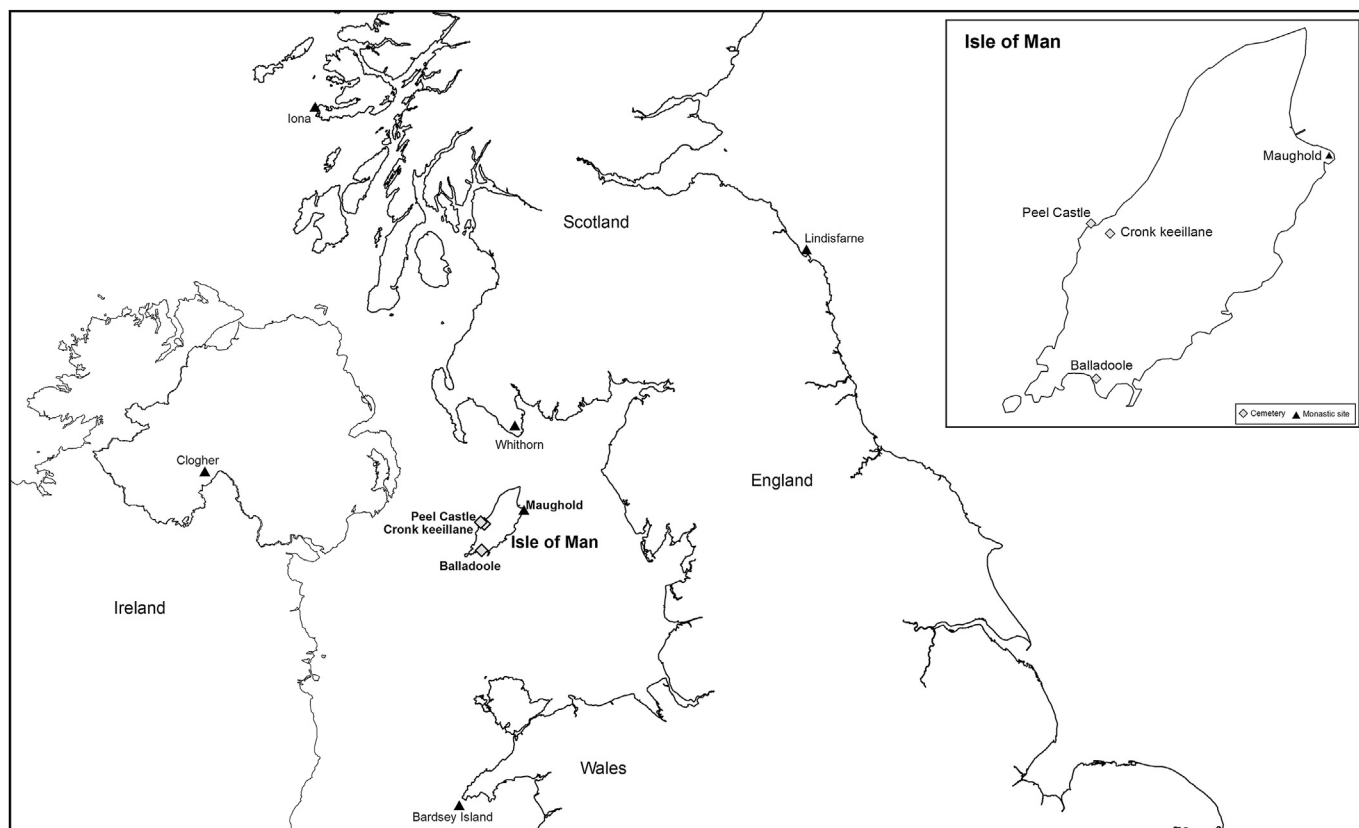 Iona
Scotland
Lindisfarne
Whithorn
Clogher
England
Maughold
Peel Castle
Cronk keeillane
Isle of Man
Balladoole
Ireland
Wales
Bardsey Island
Isle of Man
Maughold
Peel Castle
Cronk keeillane
Balladoole
Cemetery Monastic site